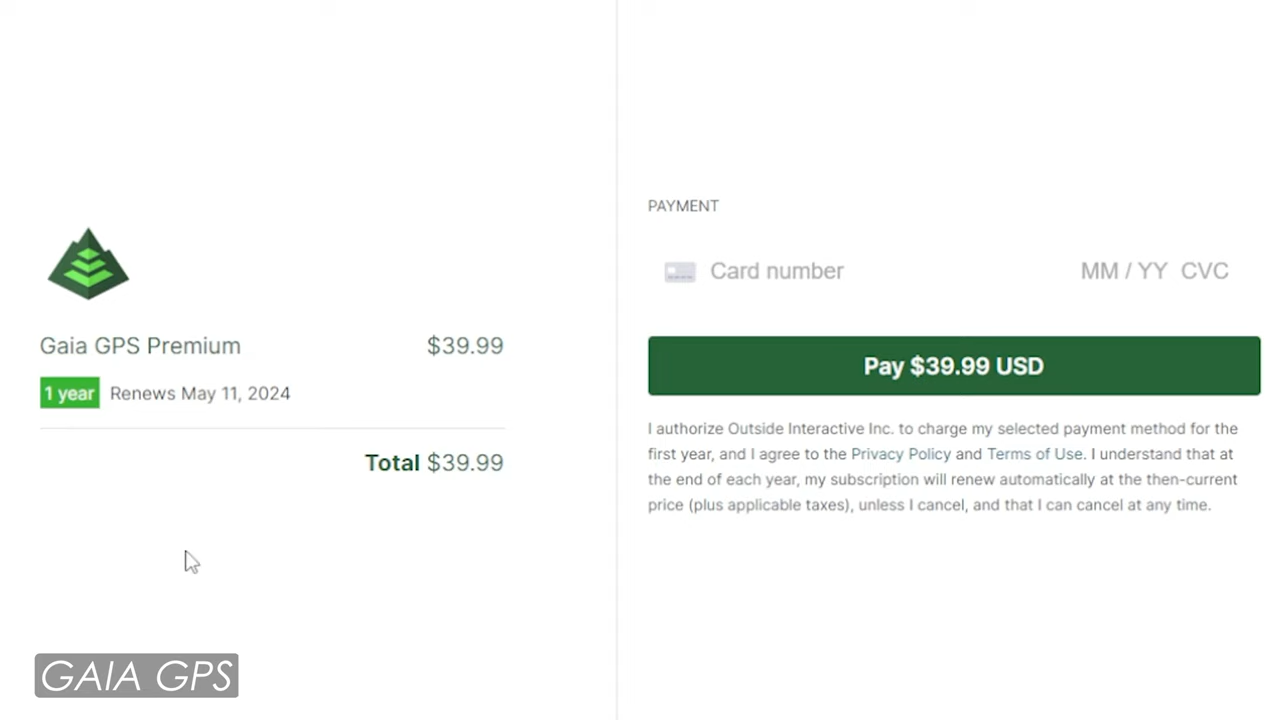 Gaia GPS Premium $39.99
1 year Renews May 11, 2024
Total $39.99
PAYMENT
Card number MM / YY CVC
Pay $39.99 USD
I authorize Outside Interactive Inc. to charge my selected payment method for the
first year, and I agree to the Privacy Policy and Terms of Use. I understand that at
the end of each year, my subscription will renew automatically at the then-current
price (plus applicable taxes), unless I cancel, and that I can cancel at any time.
GAIA GPS